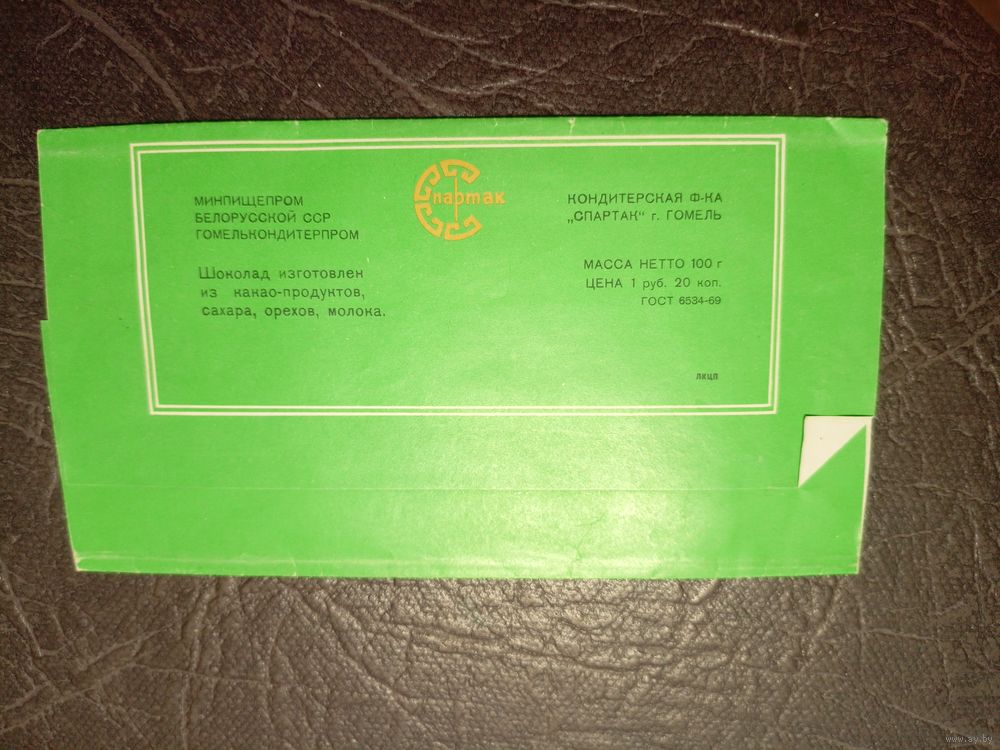 МИНПИЩЕПРОМ
БЕЛОРУССКОЙ ССР
ГОМЕЛЬКОНДИТЕРПРОМ
Шоколад изготовлен
из какао-продуктов,
сахара, орехов, молока.
Спартак
КОНДИТЕРСКАЯ Ф-КА
„СПАРТАК“ г. ГОМЕЛЬ
МАССА НЕТТО 100 г
ЦЕНА 1 руб. 20 коп.
ГОСТ 6534-69
ЛКЦП
www.ay.by